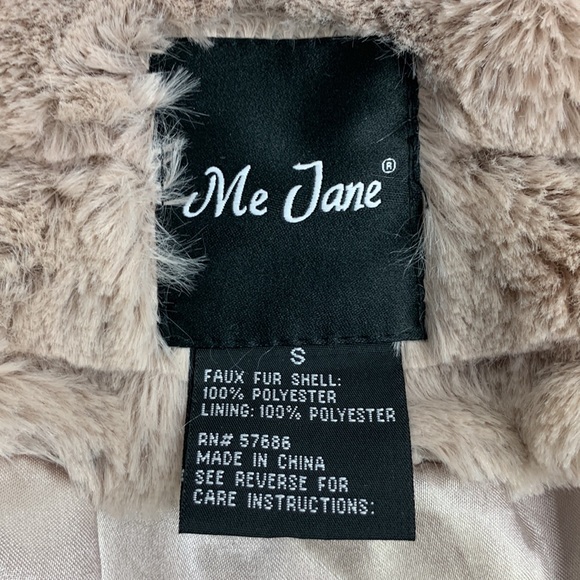 Me Jane®
S
FAUX FUR SHELL:
100% POLYESTER
LINING: 100% POLYESTER
RN# 57686
MADE IN CHINA
SEE REVERSE FOR
CARE INSTRUCTIONS: